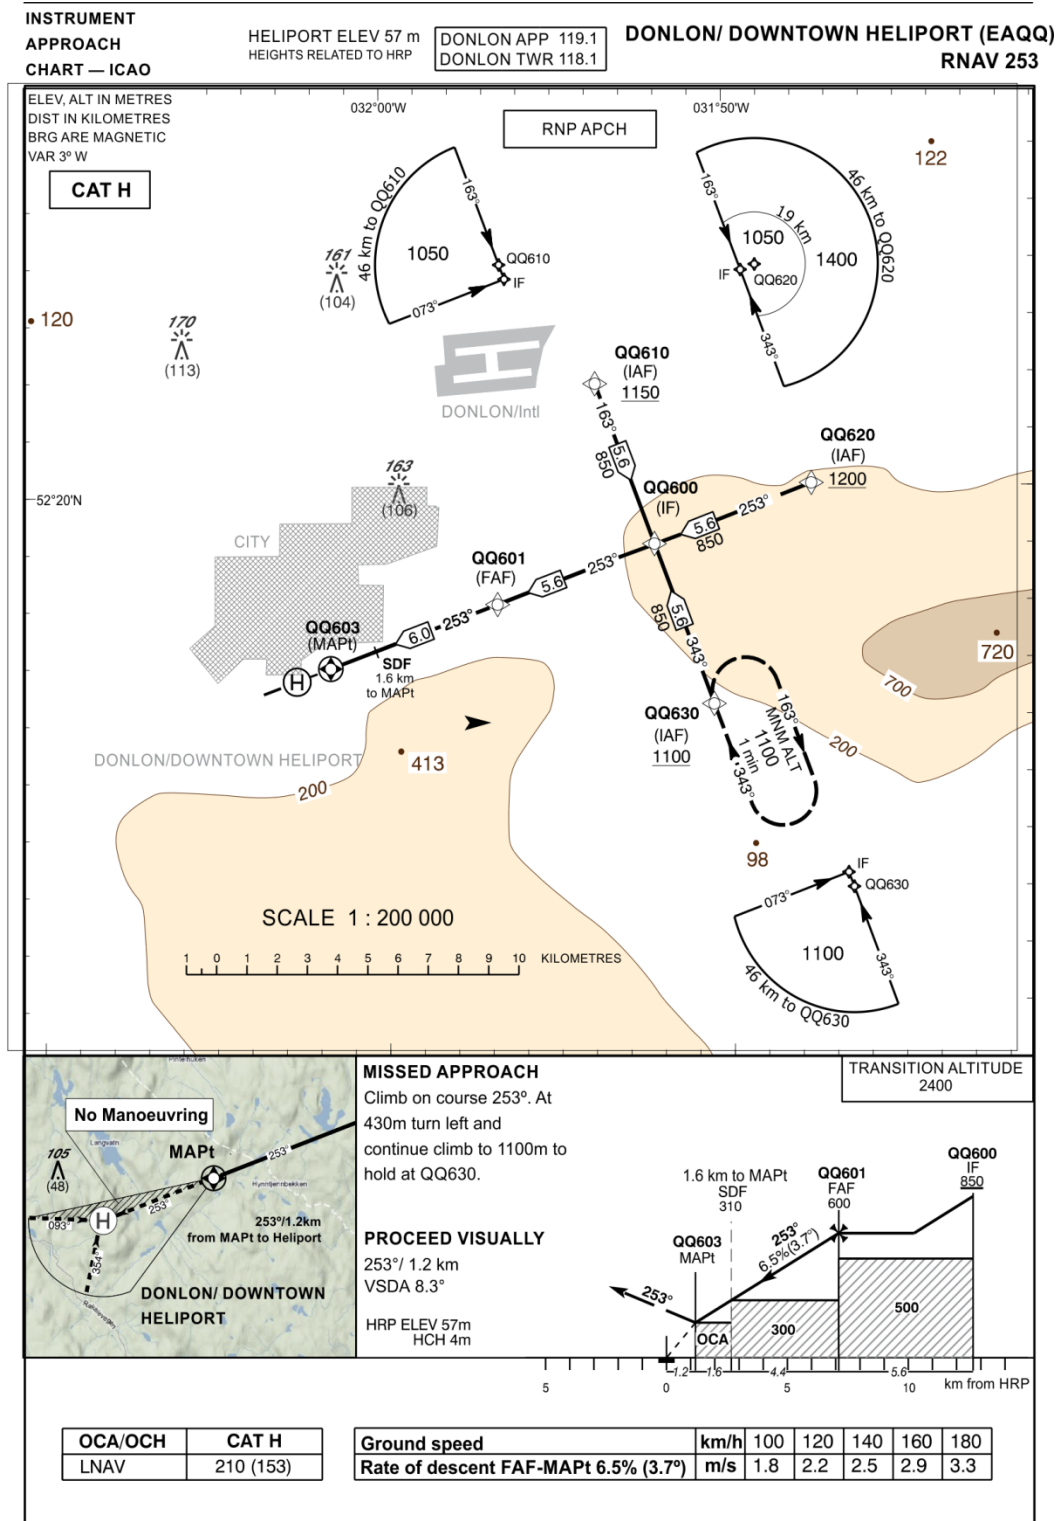 INSTRUMENT
APPROACH
CHART — ICAO
HELIPORT ELEV 57 m
HEIGHTS RELATED TO HRP
DONLON APP 119.1
DONLON TWR 118.1
DONLON/ DOWNTOWN HELIPORT (EAQQ)
RNAV 253
ELEV, ALT IN METRES
DIST IN KILOMETRES
BRG ARE MAGNETIC
VAR 3º W
CAT H
032°00'W
031°50'W
RNP APCH
122
46 km to QQ610
163°
1050
QQ610
IF
073°
46 km to QQ620
163°
19 km
1050
1400
IF
QQ620
343°
161
(104)
120
170
(113)
DONLON/Intl
QQ610
(IAF)
1150
163°
5.6
850
QQ620
(IAF)
1200
QQ600
(IF)
253°
5.6
850
52°20'N
163
(106)
CITY
QQ601
(FAF)
253°
5.6
253°
6.0
QQ603
(MAPt)
H
SDF
1.6 km
to MAPt
850
5.6
343°
720
700
200
QQ630
(IAF)
1100
163°
MNM ALT
1100
1 min
343°
DONLON/DOWNTOWN HELIPORT
413
200
98
IF
QQ630
073°
1100
343°
46 km to QQ630
SCALE 1 : 200 000
1 0 1 2 3 4 5 6 7 8 9 10 KILOMETRES
No Manoeuvring
Langvatn
105
(48)
MAPt
253°
Hynntjennbekken
093°
H
253°
354°
253°/1.2km
from MAPt to Heliport
DONLON/ DOWNTOWN
HELIPORT
MISSED APPROACH
Climb on course 253º. At
430m turn left and
continue climb to 1100m to
hold at QQ630.
PROCEED VISUALLY
253°/ 1.2 km
VSDA 8.3°
HRP ELEV 57m
HCH 4m
TRANSITION ALTITUDE
2400
1.6 km to MAPt
SDF
310
QQ601
FAF
600
QQ600
IF
850
QQ603
MAPt
253°
6.5%(3.7°)
253°
OCA
300
500
1.2 1.6 4.4 5.6
5 0 5 10 km from HRP
OCA/OCH CAT H
LNAV 210 (153)
Ground speed km/h 100 120 140 160 180
Rate of descent FAF-MAPt 6.5% (3.7º) m/s 1.8 2.2 2.5 2.9 3.3